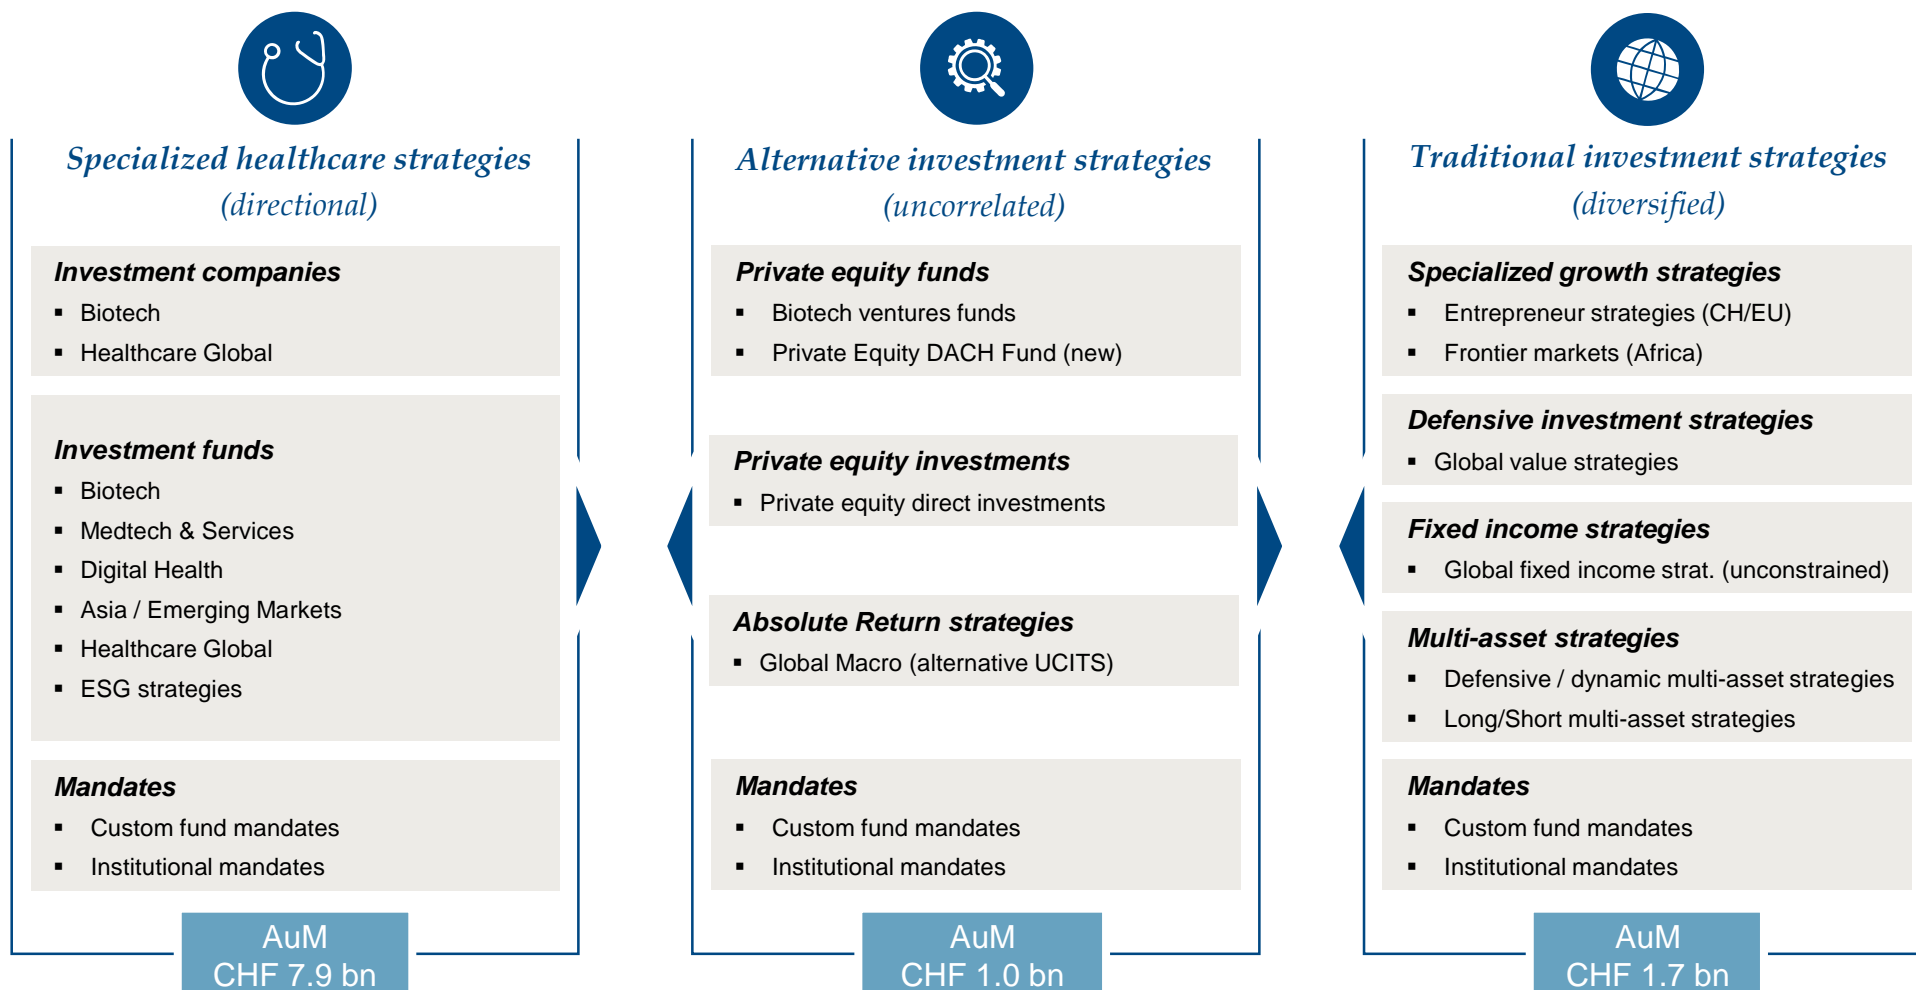 Specialized healthcare strategies
(directional)
Investment companies
▪ Biotech
▪ Healthcare Global
Investment funds
▪ Biotech
▪ Medtech & Services
▪ Digital Health
▪ Asia / Emerging Markets
▪ Healthcare Global
▪ ESG strategies
Mandates
▪ Custom fund mandates
▪ Institutional mandates
AuM
CHF 7.9 bn
Alternative investment strategies
(uncorrelated)
Private equity funds
▪ Biotech ventures funds
▪ Private Equity DACH Fund (new)
Private equity investments
▪ Private equity direct investments
Absolute Return strategies
▪ Global Macro (alternative UCITS)
Mandates
▪ Custom fund mandates
▪ Institutional mandates
AuM
CHF 1.0 bn
Traditional investment strategies
(diversified)
Specialized growth strategies
▪ Entrepreneur strategies (CH/EU)
▪ Frontier markets (Africa)
Defensive investment strategies
▪ Global value strategies
Fixed income strategies
▪ Global fixed income strat. (unconstrained)
Multi-asset strategies
▪ Defensive / dynamic multi-asset strategies
▪ Long/Short multi-asset strategies
Mandates
▪ Custom fund mandates
▪ Institutional mandates
AuM
CHF 1.7 bn